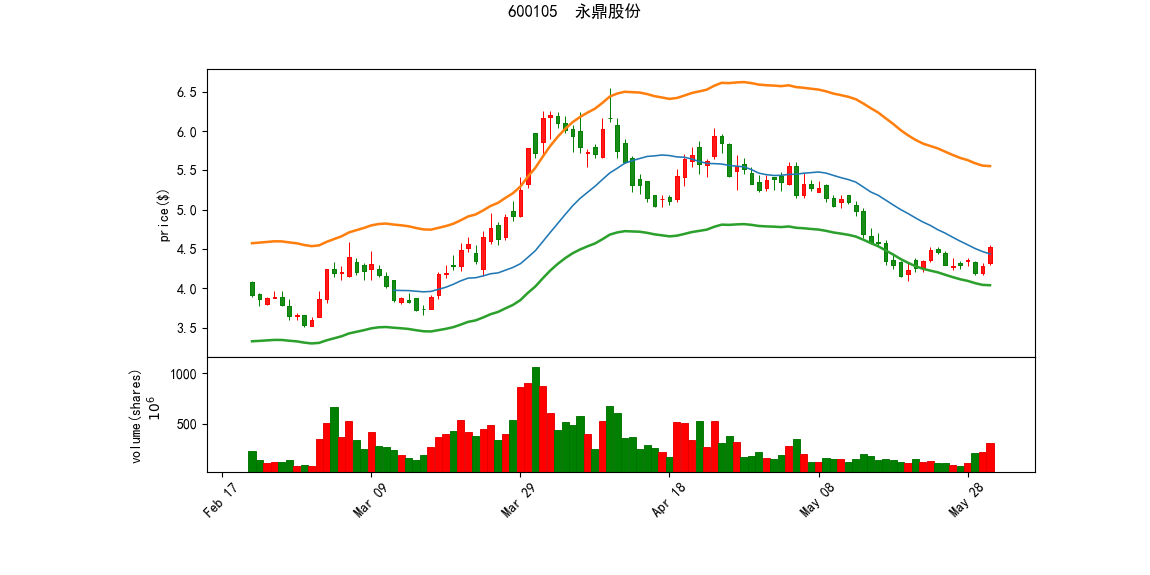 600105 永鼎股份
price($)
6.5
6.0
5.5
5.0
4.5
4.0
3.5
volume(shares)
10^6
1000
500
Feb 17
Mar 09
Mar 29
Apr 18
May 08
May 28